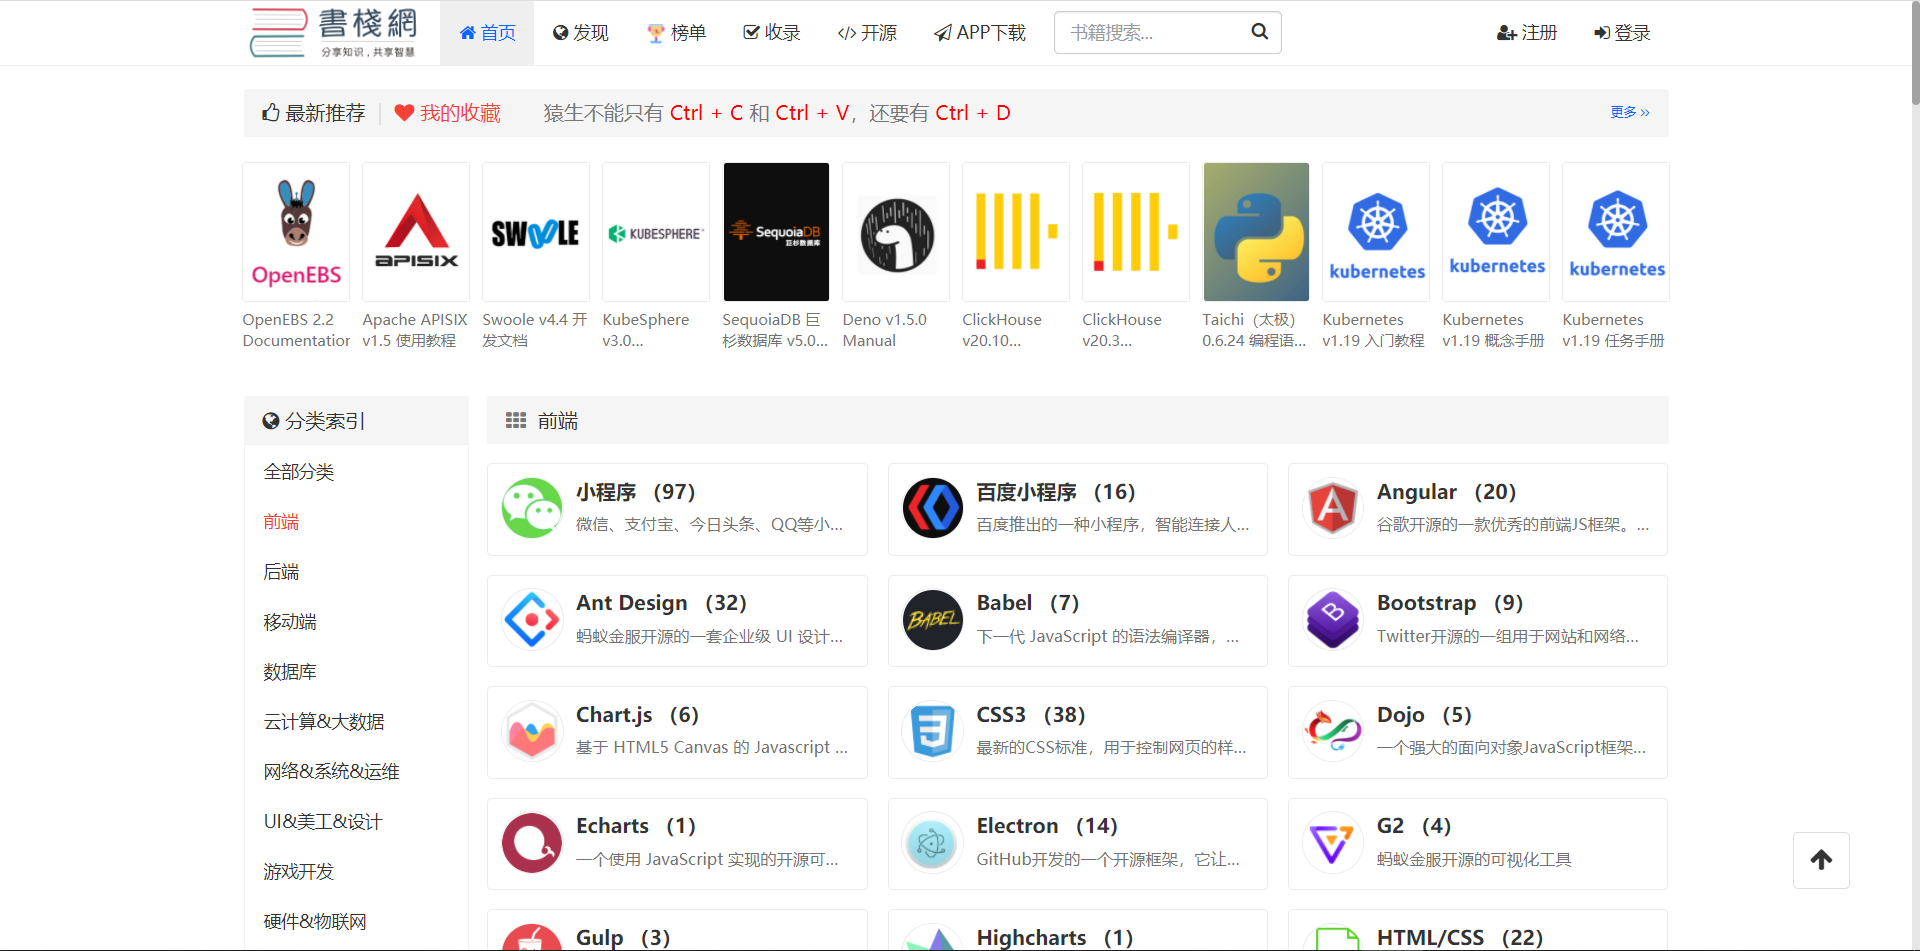 書棧網
分享知识，共享智慧
首页 发现 榜单 收录 开源 APP下载 书籍搜索... 注册 登录
最新推荐 我的收藏 猿生不能只有 Ctrl + C 和 Ctrl + V，还要有 Ctrl + D 更多
OpenEBS
APISIX
SWOOLE
KUBESPHERE
SequoiaDB
巨杉数据库
kubernetes
kubernetes
kubernetes
OpenEBS 2.2
Documentation
Apache APISIX
v1.5 使用教程
Swoole v4.4 开
发文档
KubeSphere
v3.0...
SequoiaDB 巨
杉数据库 v5.0...
Deno v1.5.0
Manual
ClickHouse
v20.10...
ClickHouse
v20.3...
Taichi（太极）
0.6.24 编程语...
Kubernetes
v1.19 入门教程
Kubernetes
v1.19 概念手册
Kubernetes
v1.19 任务手册
分类索引
全部分类
前端
后端
移动端
数据库
云计算&大数据
网络&系统&运维
UI&美工&设计
游戏开发
硬件&物联网
前端
小程序 （97）
微信、支付宝、今日头条、QQ等小...
百度小程序 （16）
百度推出的一种小程序，智能连接人...
Angular （20）
谷歌开源的一款优秀的前端JS框架。...
Ant Design （32）
蚂蚁金服开源的一套企业级 UI 设计...
BABEL
Babel （7）
下一代 JavaScript 的语法编译器，...
Bootstrap （9）
Twitter开源的一组用于网站和网络...
Chart.js （6）
基于 HTML5 Canvas 的 Javascript ...
CSS3 （38）
最新的CSS标准，用于控制网页的样...
Dojo （5）
一个强大的面向对象JavaScript框架...
Echarts （1）
一个使用 JavaScript 实现的开源可...
Electron （14）
GitHub开发的一个开源框架，它让...
G2 （4）
蚂蚁金服开源的可视化工具
Gulp （3）
Highcharts （1）
HTML/CSS （22）